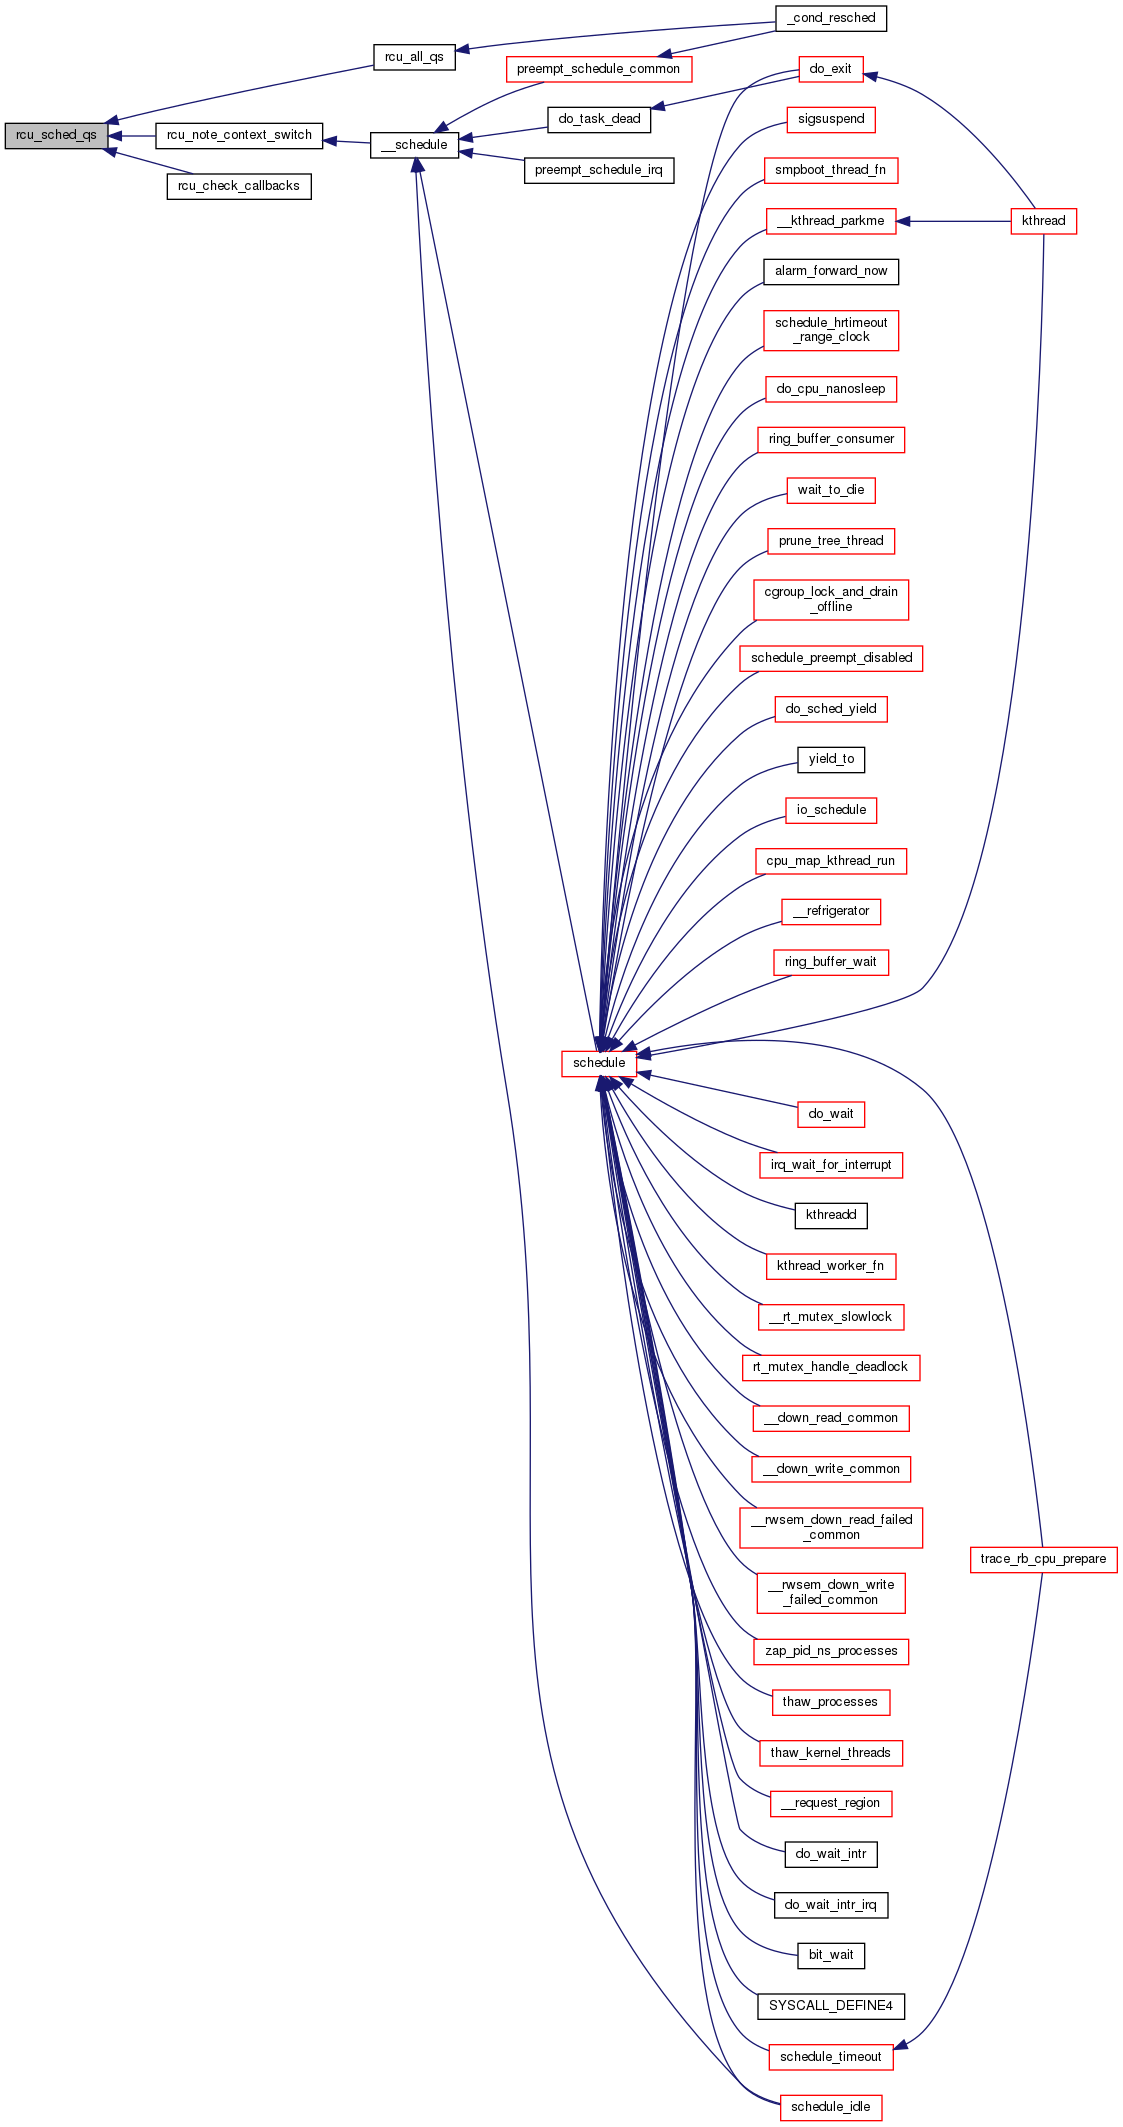 _cond_resched
rcu_all_qs
preempt_schedule_common
do_exit
do_task_dead
sigsuspend
rcu_sched_qs
rcu_note_context_switch
__schedule
preempt_schedule_irq
smpboot_thread_fn
rcu_check_callbacks
__kthread_parkme
kthread
alarm_forward_now
schedule_hrtimeout
_range_clock
do_cpu_nanosleep
ring_buffer_consumer
wait_to_die
prune_tree_thread
cgroup_lock_and_drain
_offline
schedule_preempt_disabled
do_sched_yield
yield_to
io_schedule
cpu_map_kthread_run
__refrigerator
ring_buffer_wait
schedule
do_wait
irq_wait_for_interrupt
kthreadd
kthread_worker_fn
__rt_mutex_slowlock
rt_mutex_handle_deadlock
__down_read_common
__down_write_common
__rwsem_down_read_failed
_common
trace_rb_cpu_prepare
__rwsem_down_write
_failed_common
zap_pid_ns_processes
thaw_processes
thaw_kernel_threads
__request_region
do_wait_intr
do_wait_intr_irq
bit_wait
SYSCALL_DEFINE4
schedule_timeout
schedule_idle